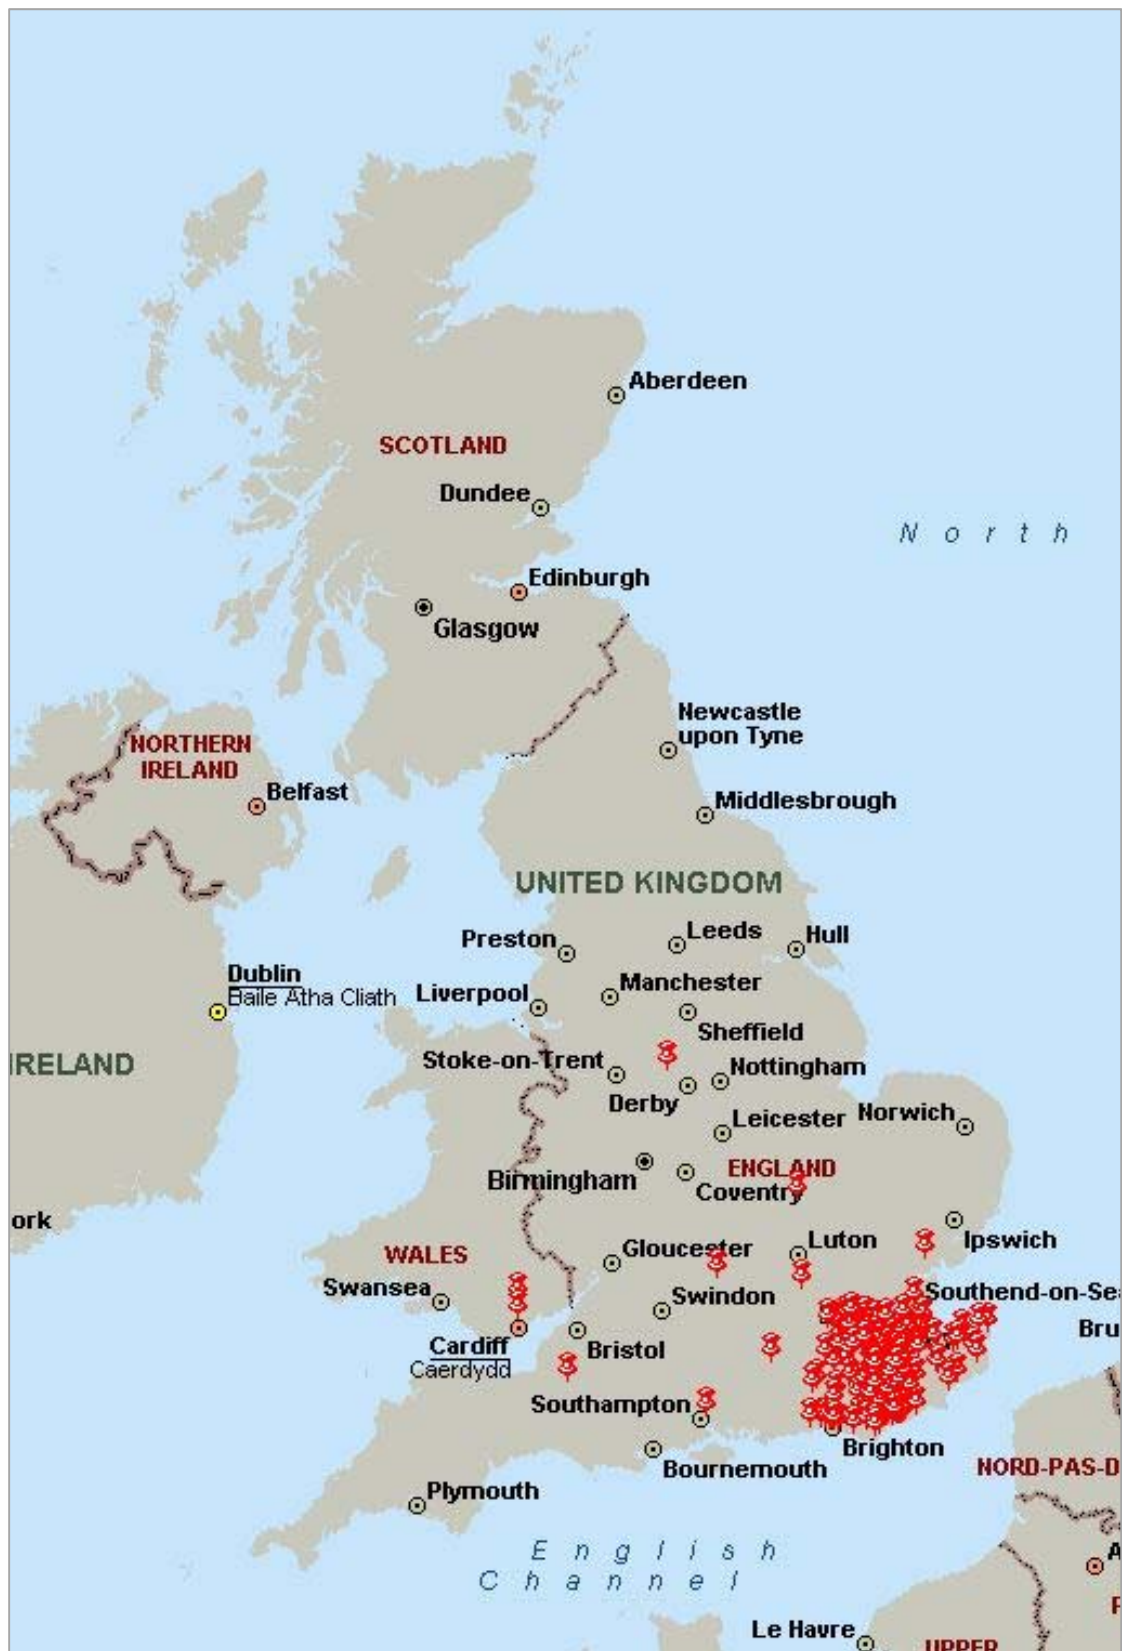 Aberdeen
SCOTLAND
Dundee
North
Edinburgh
Glasgow
Newcastle
upon Tyne
NORTHERN
IRELAND
Belfast
Middlesbrough
UNITED KINGDOM
Preston
Leeds
Hull
Dublin
Baile Atha Cliath
Liverpool
Manchester
Sheffield
IRELAND
Stoke-on-Trent
Nottingham
Derby
Leicester
Norwich
Birmingham
ENGLAND
Coventry
ork
WALES
Gloucester
Luton
Ipswich
Swansea
Swindon
Southend-on-Sea
Bru
Cardiff
Caerdydd
Bristol
Southampton
Brighton
Bournemouth
NORD-PAS-D
Plymouth
English
Channel
A
Le Havre
UPPER